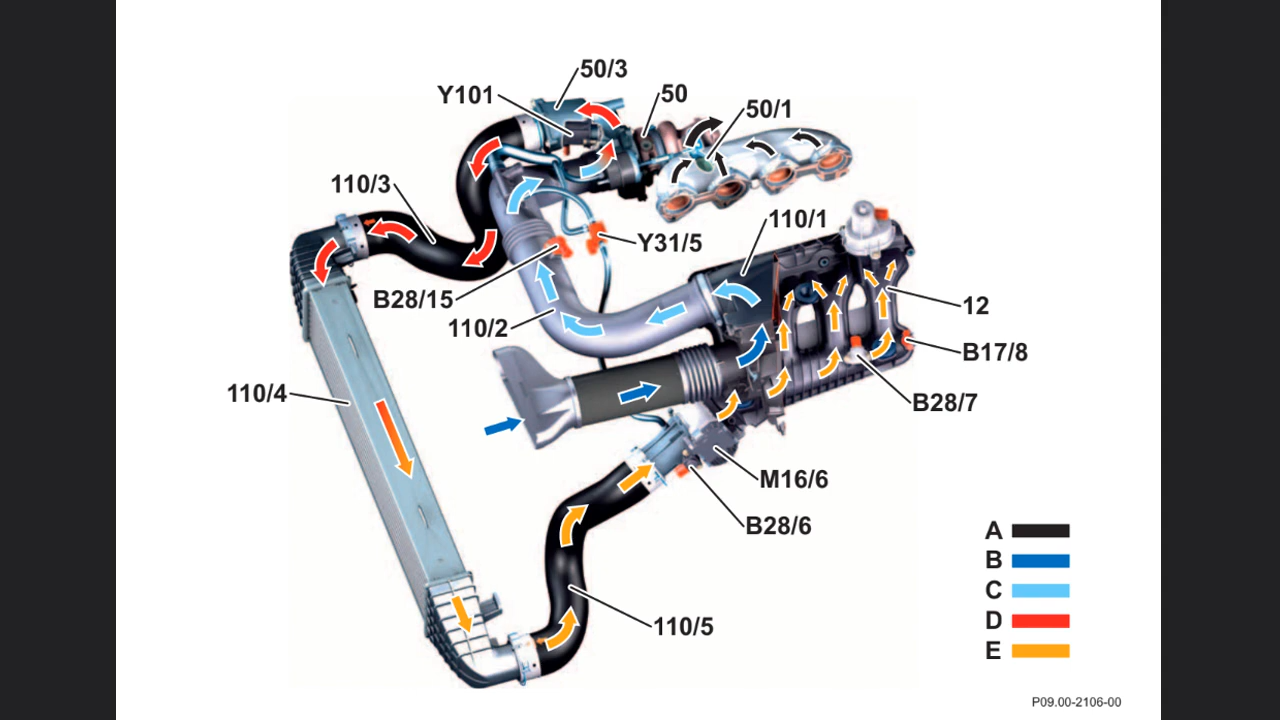 50/3
Y101
50
50/1
110/3
110/1
Y31/5
B28/15
12
110/2
B17/8
110/4
B28/7
M16/6
B28/6
A
B
C
110/5
D
E
P09.00-2106-00